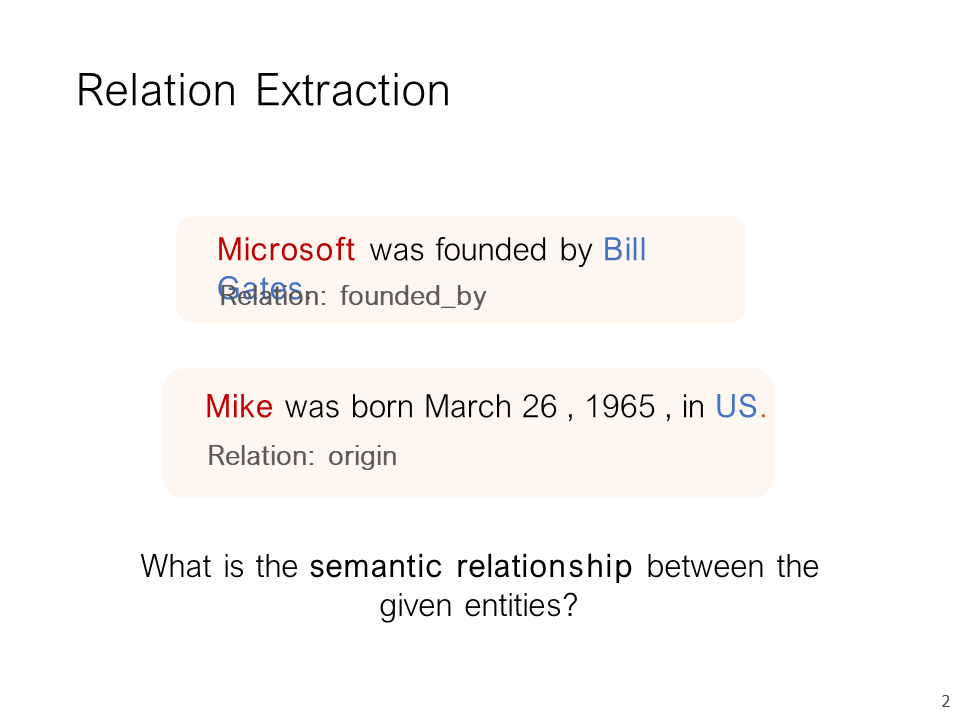 Relation Extraction
Microsoft was founded by Bill
Gates.
Relation: founded_by
Mike was born March 26 , 1965 , in US.
Relation: origin
What is the semantic relationship between the
given entities?
2